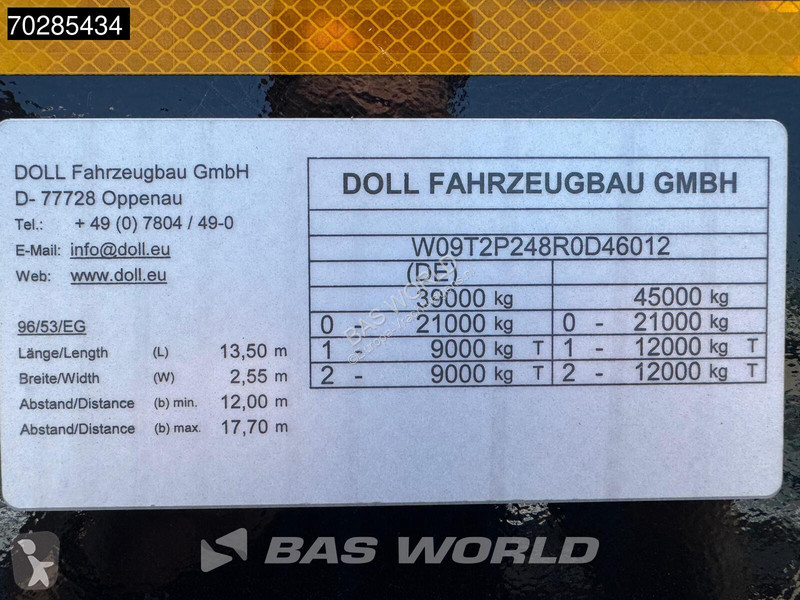 70285434
DOLL Fahrzeugbau GmbH
D- 77728 Oppenau
Tel.: + 49 (0) 7804 / 49-0
E-Mail: info@doll.eu
Web: www.doll.eu
96/53/EG
Länge/Length (L) 13,50 m
Breite/Width (W) 2,55 m
Abstand/Distance (b) min. 12,00 m
Abstand/Distance (b) max. 17,70 m
DOLL FAHRZEUGBAU GMBH
W09T2P248R0D46012
(DE)
39000 kg 45000 kg
0 - 21000 kg 0 - 21000 kg
1 - 9000 kg T 1 - 12000 kg T
2 - 9000 kg T 2 - 12000 kg T
BAS WORLD
BAS WORLD